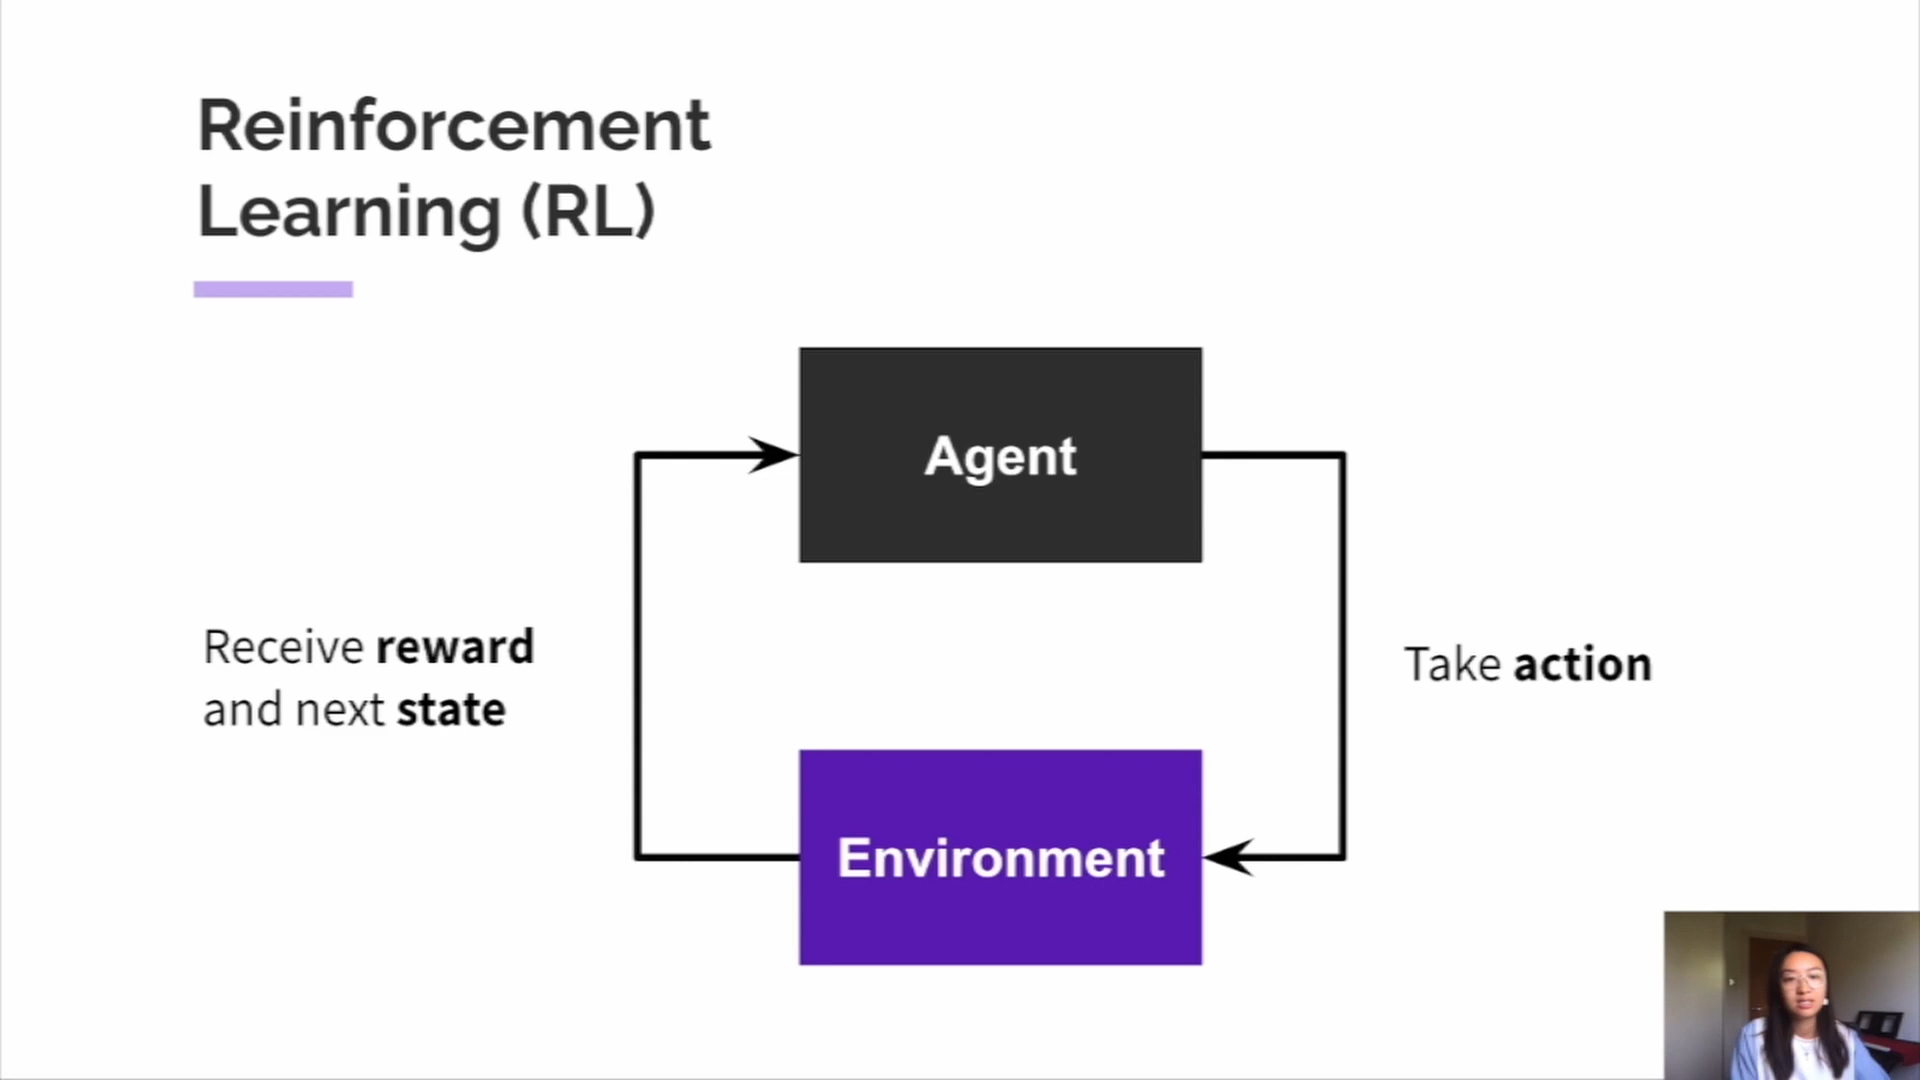 Reinforcement
Learning (RL)
Agent
Receive reward
and next state
Take action
Environment